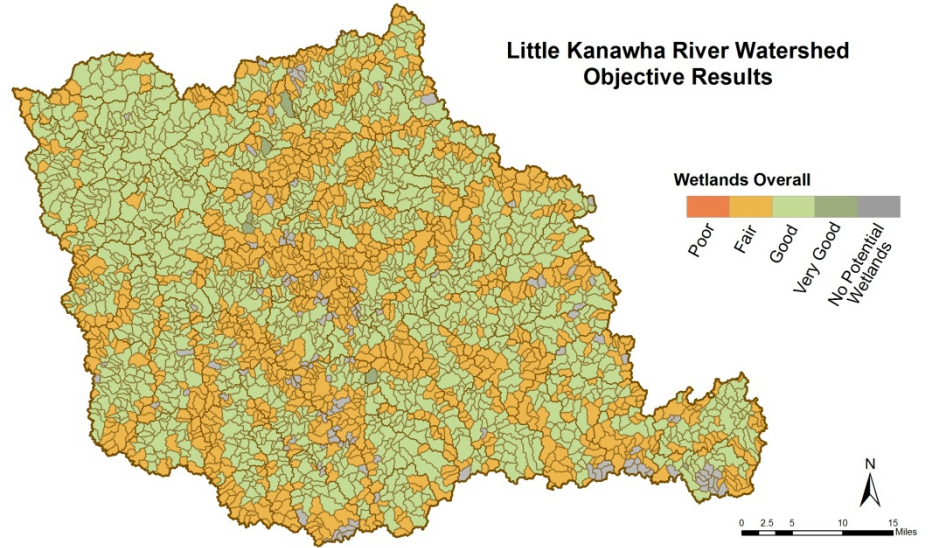 Little Kanawha River Watershed
Objective Results
Wetlands Overall
Poor
Fair
Good
Very Good
No Potential
Wetlands
N
0 2.5 5 10 15
Miles